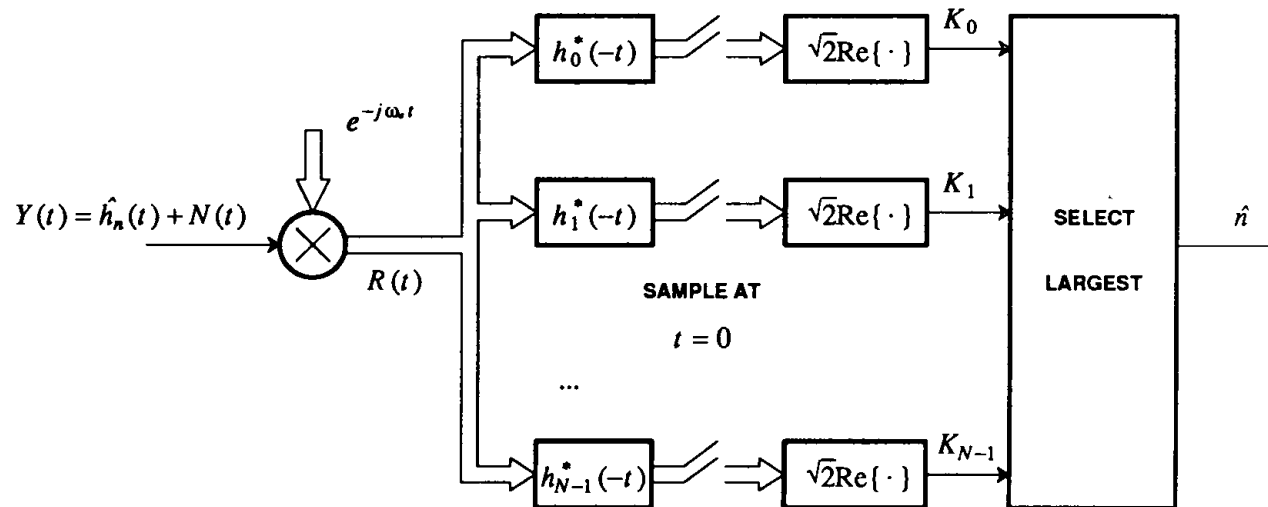 h_0^*(-t)
√2Re{ · }
K_0
e^{-jω_c t}
Y(t) = ĥ_n(t) + N(t)
R(t)
h_1^*(-t)
√2Re{ · }
K_1
SELECT
LARGEST
n̂
SAMPLE AT
t = 0
...
h_{N-1}^*(-t)
√2Re{ · }
K_{N-1}